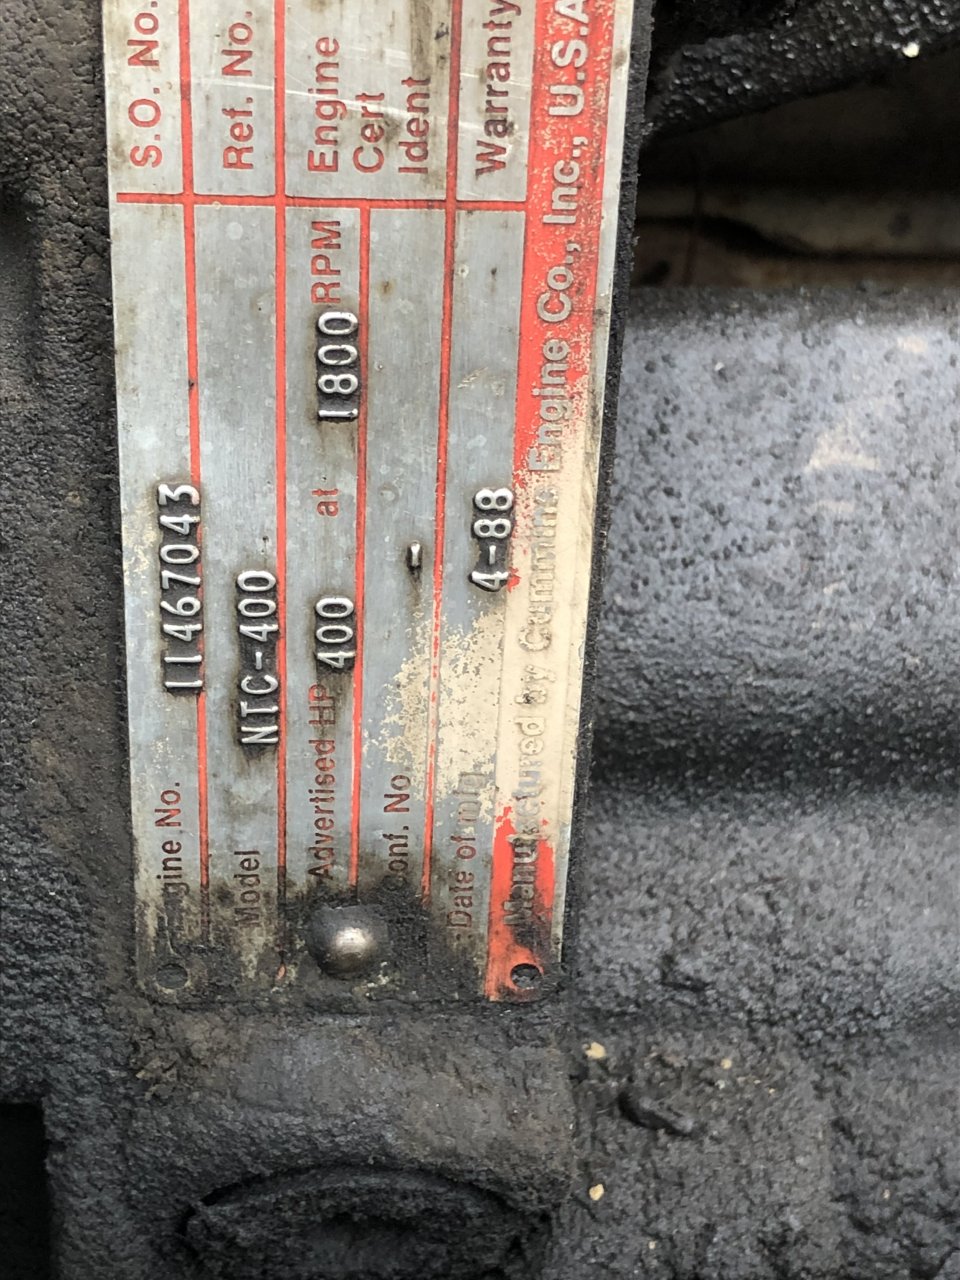 Engine No. 11467043 S.O. No.
Model NTC-400 Ref. No.
Advertised HP 400 at 1800 RPM Engine
Cert
Conf. No Ident
Date of mfg 4-88 Warranty
Manufactured by Cummins Engine Co., Inc., U.S.A